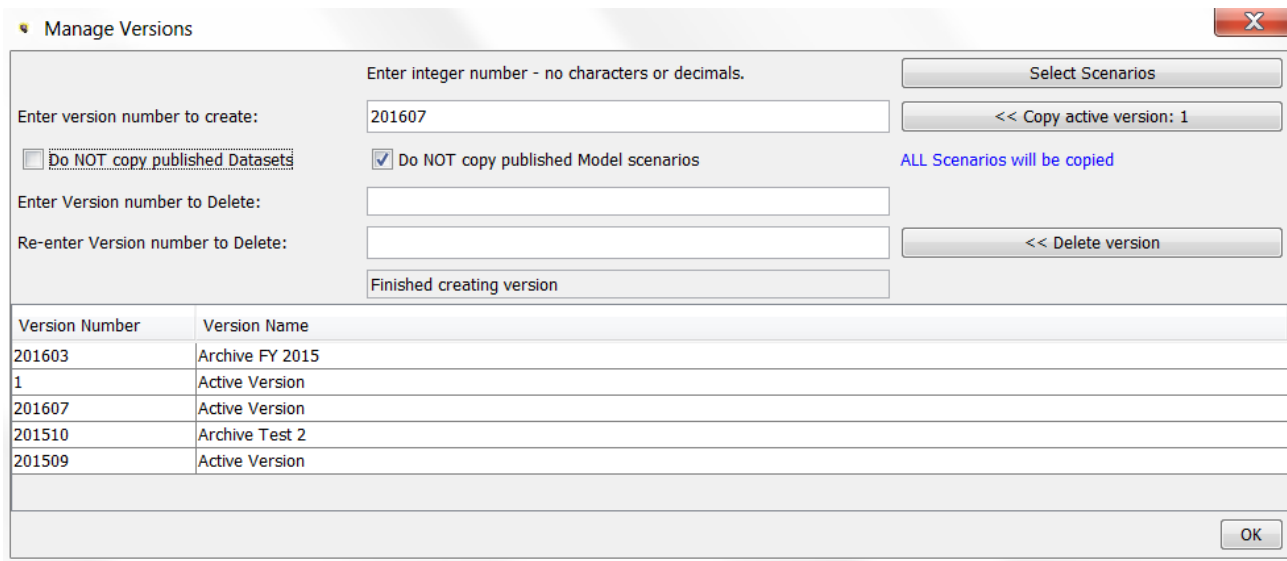 Manage Versions
Enter integer number - no characters or decimals.
Select Scenarios
Enter version number to create:
201607
<< Copy active version: 1
Do NOT copy published Datasets
Do NOT copy published Model scenarios
ALL Scenarios will be copied
Enter Version number to Delete:
Re-enter Version number to Delete:
<< Delete version
Finished creating version
Version Number Version Name
201603 Archive FY 2015
1 Active Version
201607 Active Version
201510 Archive Test 2
201509 Active Version
OK